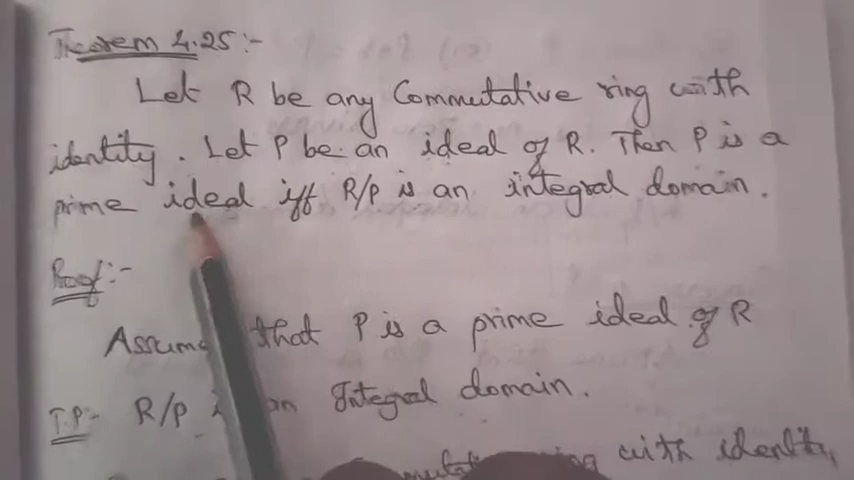 Theorem 4.25:-
Let R be any Commutative ring with
identity. Let P be an ideal of R. Then P is a
prime ideal iff R/P is an integral domain.
Proof:-
Assume that P is a prime ideal of R
T.P:- R/P is an Integral domain.
with identity,